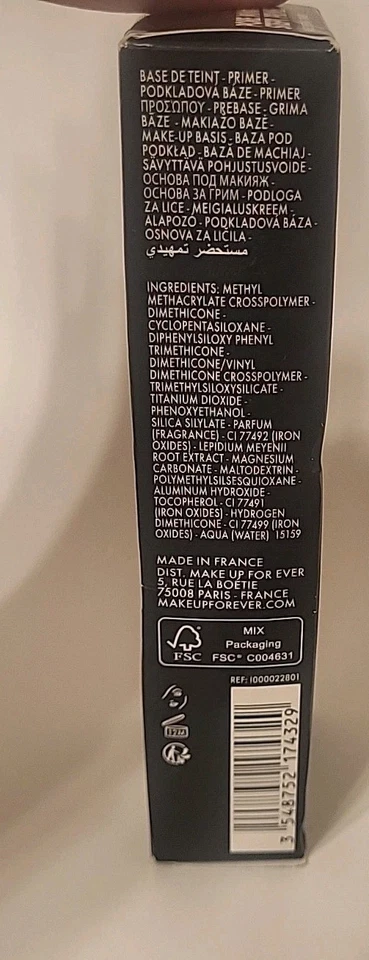 BASE DE TEINT - PRIMER -
PODKLADOVÁ BÁZE - PRIMER
ΠΡΟΣΩΠΟΥ - PREBASE - GRIMA
BĀZE - MAKIAŽO BAZĖ -
MAKE-UP BASIS - BAZA POD
PODKŁAD - BAZĂ DE MACHIAJ -
SÄVYTTÄVÄ POHJUSTUSVOIDE -
ОСНОВА ПОД МАКИЯЖ -
ОСНОВА ЗА ГРИМ - PODLOGA
ZA LICE - MEIGIALUSKREEM -
ALAPOZÓ - PODKLADOVÁ BÁZA -
OSNOVA ZA LIČILA -
مستحضر تمهيدي
INGREDIENTS: METHYL
METHACRYLATE CROSSPOLYMER -
DIMETHICONE -
CYCLOPENTASILOXANE -
DIPHENYLSILOXY PHENYL
TRIMETHICONE -
DIMETHICONE/VINYL
DIMETHICONE CROSSPOLYMER -
TRIMETHYLSILOXYSILICATE -
TITANIUM DIOXIDE -
PHENOXYETHANOL -
SILICA SILYLATE - PARFUM
(FRAGRANCE) - CI 77492 (IRON
OXIDES) - LEPIDIUM MEYENII
ROOT EXTRACT - MAGNESIUM
CARBONATE - MALTODEXTRIN -
POLYMETHYLSILSESQUIOXANE -
ALUMINUM HYDROXIDE -
TOCOPHEROL - CI 77491
(IRON OXIDES) - HYDROGEN
DIMETHICONE - CI 77499 (IRON
OXIDES) - AQUA (WATER) 15159
MADE IN FRANCE
DIST. MAKE UP FOR EVER
5, RUE LA BOÉTIE
75008 PARIS - FRANCE
MAKEUPFOREVER.COM
FSC
MIX
Packaging
FSC® C004631
REF: I000022801
12M
3 548752 174329